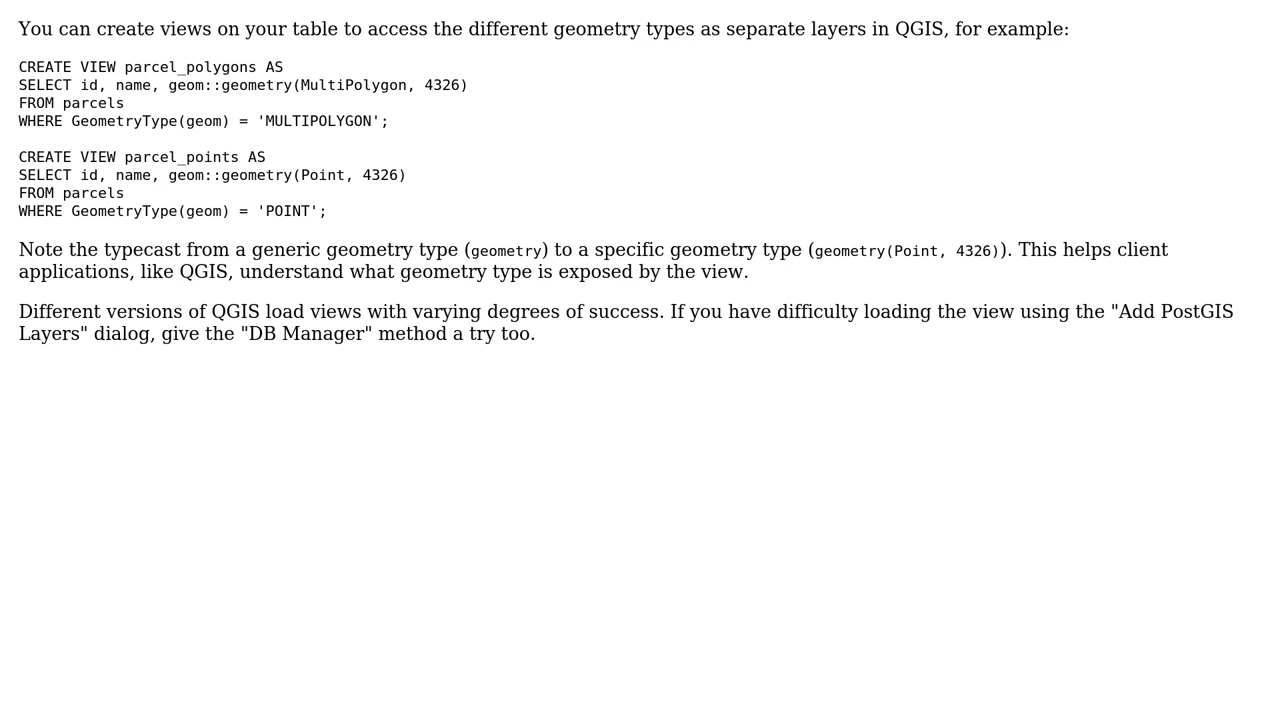 You can create views on your table to access the different geometry types as separate layers in QGIS, for example:
CREATE VIEW parcel_polygons AS
SELECT id, name, geom::geometry(MultiPolygon, 4326)
FROM parcels
WHERE GeometryType(geom) = 'MULTIPOLYGON';
CREATE VIEW parcel_points AS
SELECT id, name, geom::geometry(Point, 4326)
FROM parcels
WHERE GeometryType(geom) = 'POINT';
Note the typecast from a generic geometry type (geometry) to a specific geometry type (geometry(Point, 4326)). This helps client
applications, like QGIS, understand what geometry type is exposed by the view.
Different versions of QGIS load views with varying degrees of success. If you have difficulty loading the view using the "Add PostGIS
Layers" dialog, give the "DB Manager" method a try too.